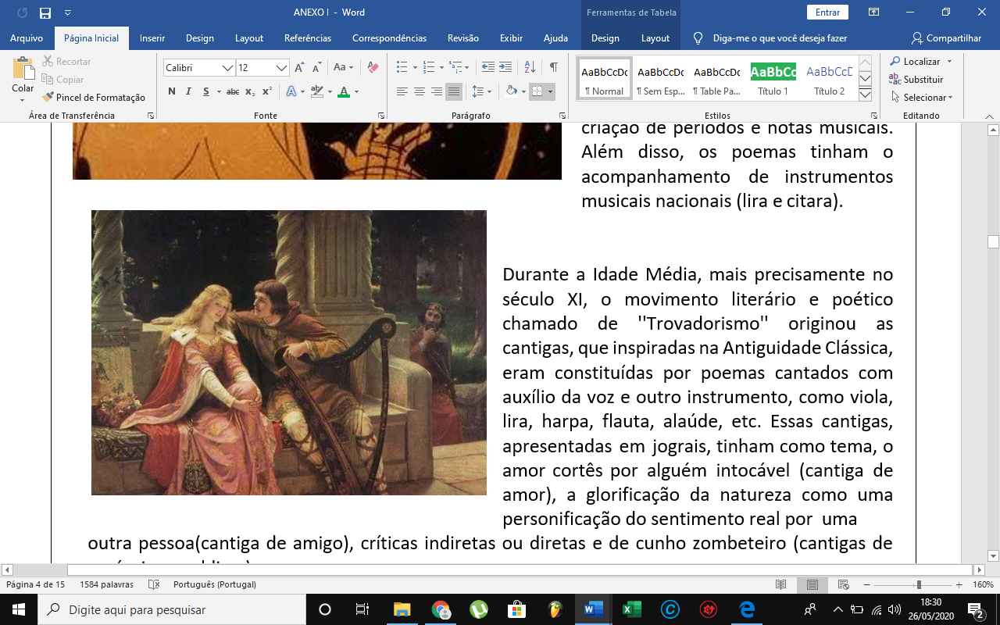 ANEXO I - Word
Ferramentas de Tabela
Entrar
Arquivo
Página Inicial
Inserir
Design
Layout
Referências
Correspondências
Revisão
Exibir
Ajuda
Design
Layout
Diga-me o que você deseja fazer
Compartilhar
Colar
Recortar
Copiar
Pincel de Formatação
Área de Transferência
Calibri
12
Aa
N I S abc x₂ x² A A
Fonte
Parágrafo
AaBbCcDc AaBbCcDc AaBbCcDc AaBbCc AaBbCcD
¶ Normal
¶ Sem Esp...
¶ Table Pa...
Título 1
Título 2
Estilos
Localizar
Substituir
Selecionar
Editando
criação de períodos e notas musicais.
Além disso, os poemas tinham o
acompanhamento de instrumentos
musicais nacionais (lira e citara).
Durante a Idade Média, mais precisamente no
século XI, o movimento literário e poético
chamado de "Trovadorismo" originou as
cantigas, que inspiradas na Antiguidade Clássica,
eram constituídas por poemas cantados com
auxílio da voz e outro instrumento, como viola,
lira, harpa, flauta, alaúde, etc. Essas cantigas,
apresentadas em jograis, tinham como tema, o
amor cortês por alguém intocável (cantiga de
amor), a glorificação da natureza como uma
personificação do sentimento real por uma
outra pessoa(cantiga de amigo), críticas indiretas ou diretas e de cunho zombeteiro (cantigas de
Página 4 de 15
1584 palavras
Português (Portugal)
160%
Digite aqui para pesquisar
18:30
26/05/2020
2